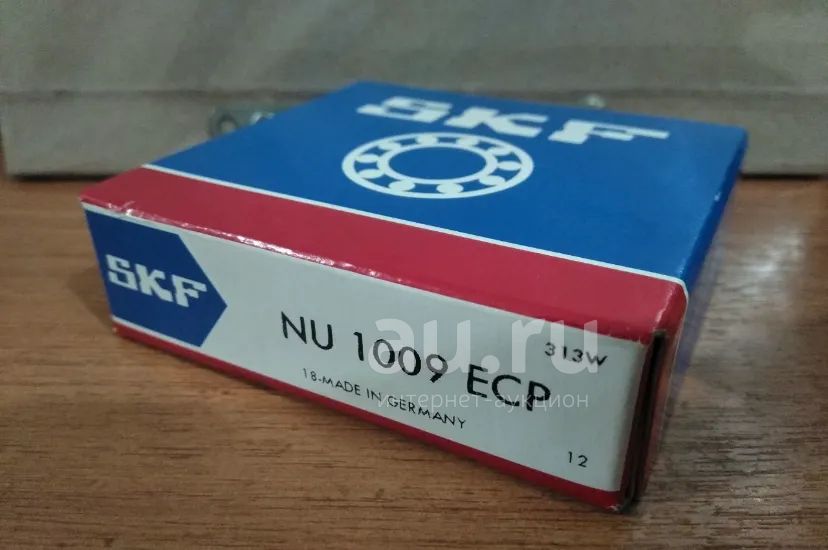 SKF
SKF
NU 1009 ECP
313W
18-MADE IN GERMANY
12
au.ru
интернет-аукцион